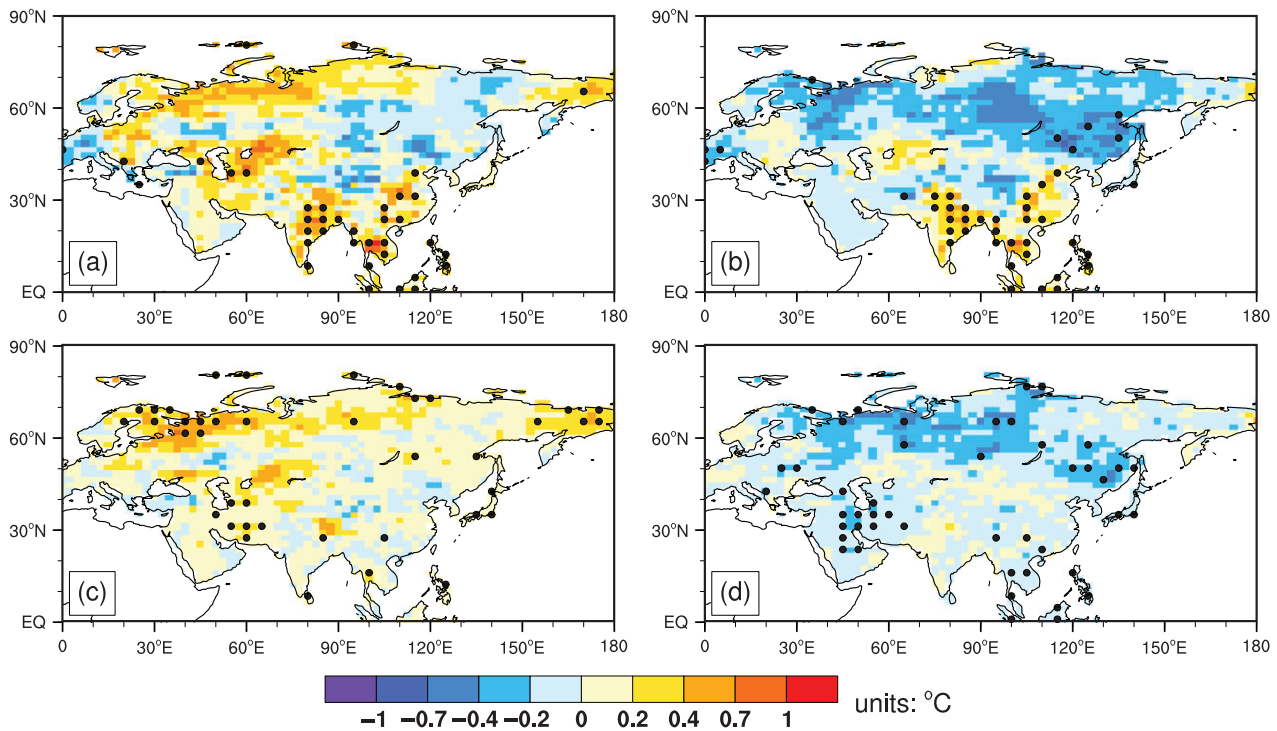 90°N 90°N
60°N 60°N
30°N 30°N
(a) (b)
EQ EQ
0 30°E 60°E 90°E 120°E 150°E 180 0 30°E 60°E 90°E 120°E 150°E 180
90°N 90°N
60°N 60°N
30°N 30°N
(c) (d)
EQ EQ
0 30°E 60°E 90°E 120°E 150°E 180 0 30°E 60°E 90°E 120°E 150°E 180
−1 −0.7 −0.4 −0.2 0 0.2 0.4 0.7 1 units: °C